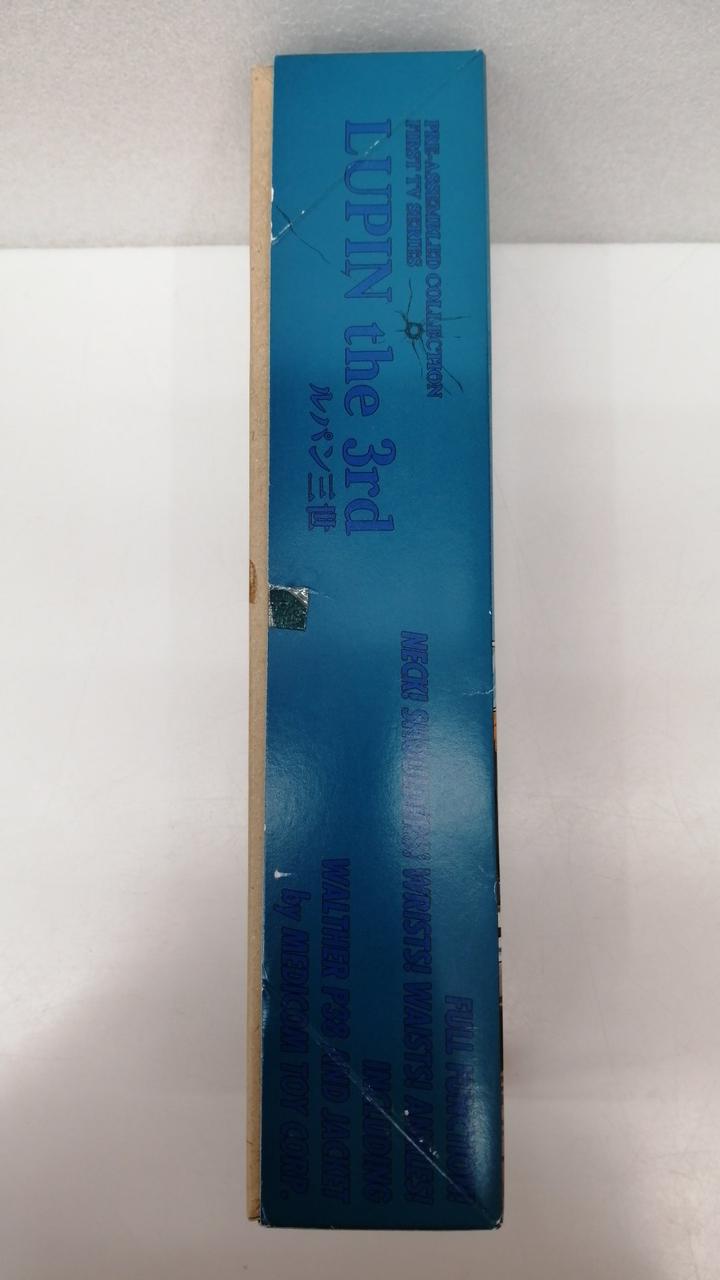 PRE-ASSEMBLED COLLECTION
FIRST TV SERIES
LUPIN the 3rd
ルパン三世
FULL FUNCTION
NECK! SHOULDERS! WRISTS! WAISTS! ANKLES!
INCLUDING
WALTHER P38 AND JACKET
by MEDICOM TOY CORP.